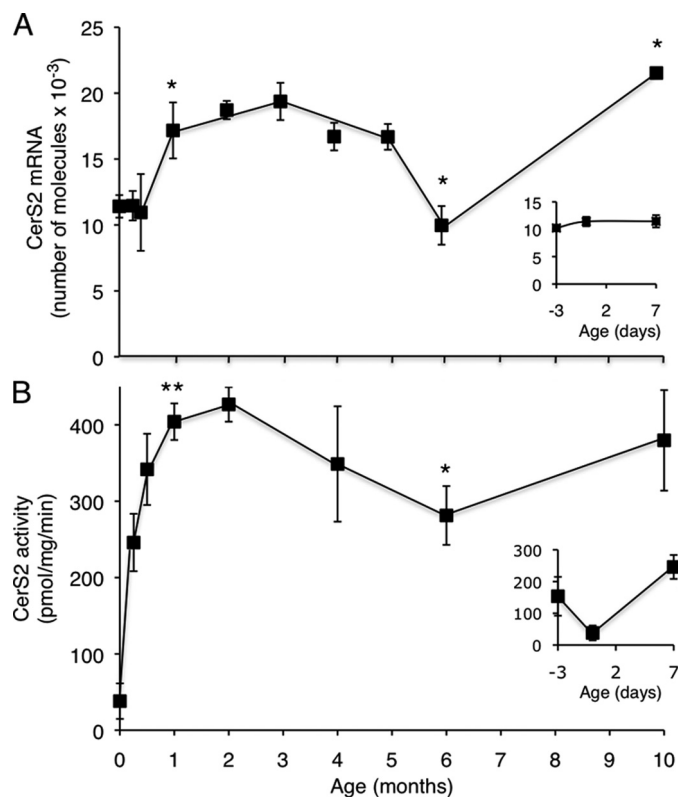 A
CerS2 mRNA
(number of molecules x 10-3)
25
20
15
10
5
0
*
*
*
15
10
5
0
-3 2 7
Age (days)
B
CerS2 activity
(pmol/mg/min)
400
300
200
100
400
0
**
*
300
200
100
0
-3 2 7
Age (days)
0 1 2 3 4 5 6 7 8 9 10
Age (months)